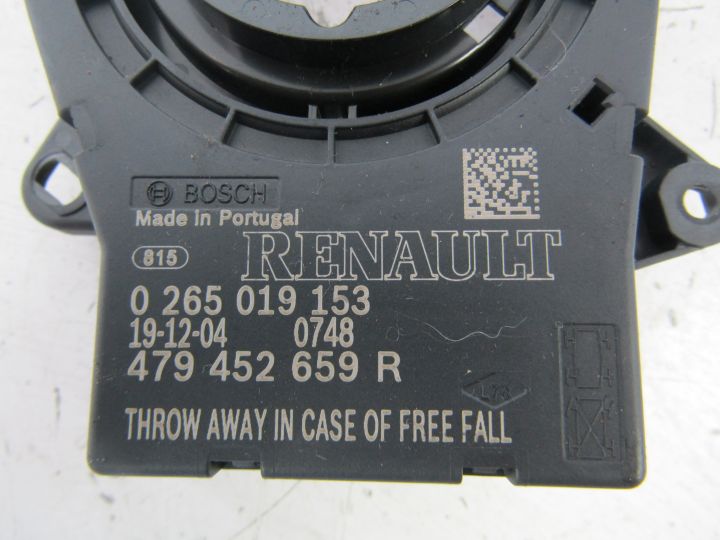 BOSCH
Made in Portugal
815
RENAULT
0 265 019 153
19-12-04 0748
479 452 659 R
THROW AWAY IN CASE OF FREE FALL